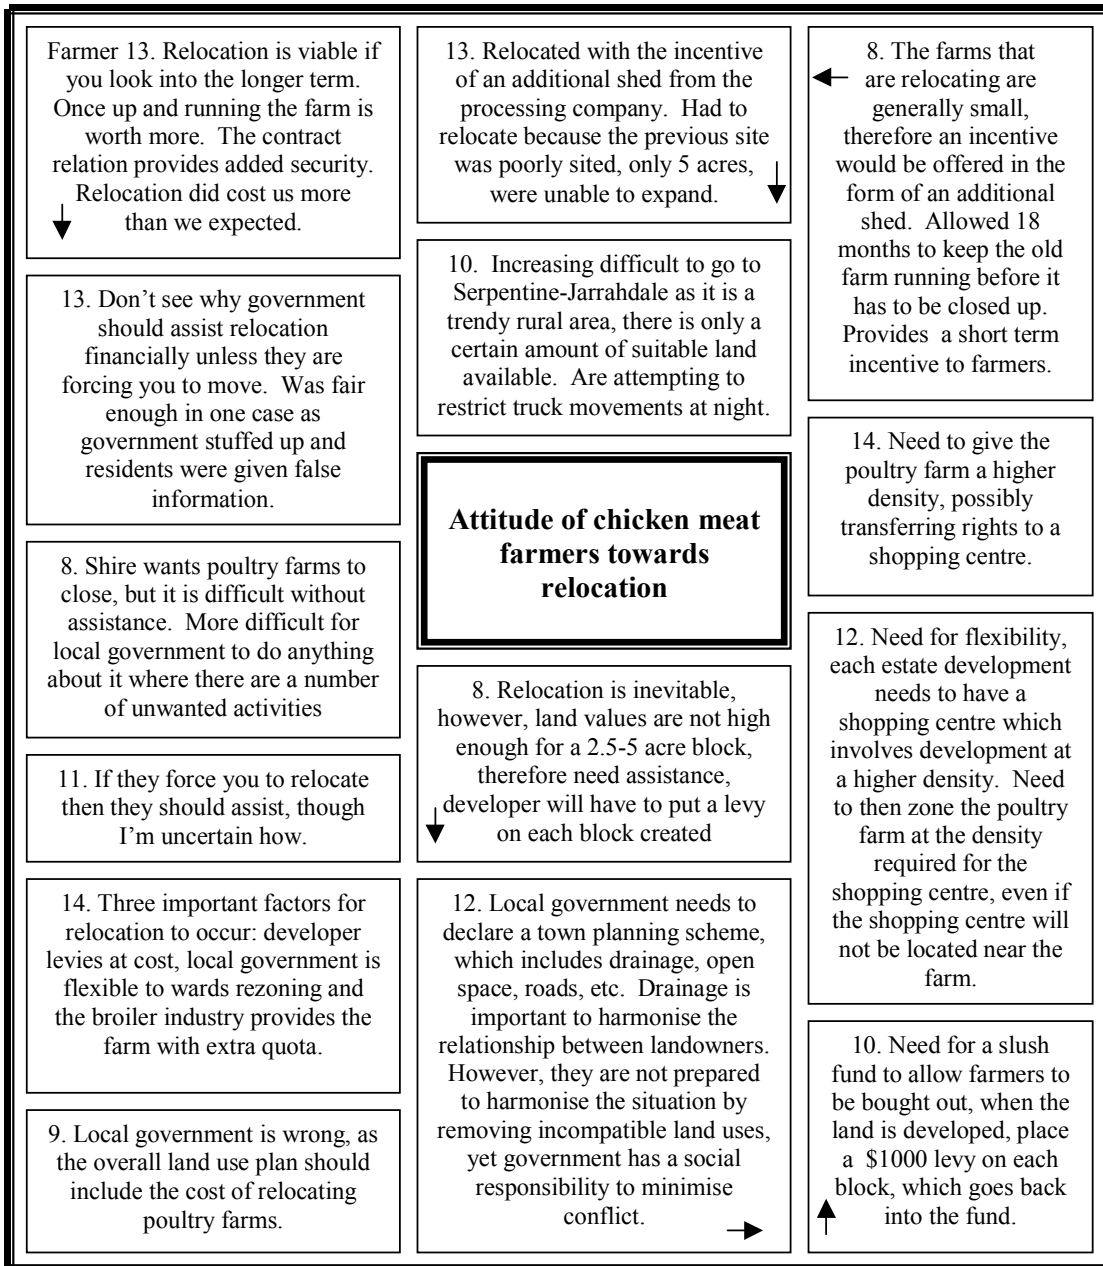 Farmer 13. Relocation is viable if
you look into the longer term.
Once up and running the farm is
worth more. The contract
relation provides added security.
Relocation did cost us more
than we expected.
13. Don't see why government
should assist relocation
financially unless they are
forcing you to move. Was fair
enough in one case as
government stuffed up and
residents were given false
information.
8. Shire wants poultry farms to
close, but it is difficult without
assistance. More difficult for
local government to do anything
about it where there are a number
of unwanted activities
11. If they force you to relocate
then they should assist, though
I'm uncertain how.
14. Three important factors for
relocation to occur: developer
levies at cost, local government is
flexible to wards rezoning and
the broiler industry provides the
farm with extra quota.
9. Local government is wrong, as
the overall land use plan should
include the cost of relocating
poultry farms.
13. Relocated with the incentive
of an additional shed from the
processing company. Had to
relocate because the previous site
was poorly sited, only 5 acres,
were unable to expand.
10. Increasing difficult to go to
Serpentine-Jarrahdale as it is a
trendy rural area, there is only a
certain amount of suitable land
available. Are attempting to
restrict truck movements at night.
Attitude of chicken meat
farmers towards
relocation
8. Relocation is inevitable,
however, land values are not high
enough for a 2.5-5 acre block,
therefore need assistance,
developer will have to put a levy
on each block created
12. Local government needs to
declare a town planning scheme,
which includes drainage, open
space, roads, etc. Drainage is
important to harmonise the
relationship between landowners.
However, they are not prepared
to harmonise the situation by
removing incompatible land uses,
yet government has a social
responsibility to minimise
conflict.
8. The farms that
are relocating are
generally small,
therefore an incentive
would be offered in the
form of an additional
shed. Allowed 18
months to keep the old
farm running before it
has to be closed up.
Provides a short term
incentive to farmers.
14. Need to give the
poultry farm a higher
density, possibly
transferring rights to a
shopping centre.
12. Need for flexibility,
each estate development
needs to have a
shopping centre which
involves development at
a higher density. Need
to then zone the poultry
farm at the density
required for the
shopping centre, even if
the shopping centre will
not be located near the
farm.
10. Need for a slush
fund to allow farmers to
be bought out, when the
land is developed, place
a $1000 levy on each
block, which goes back
into the fund.